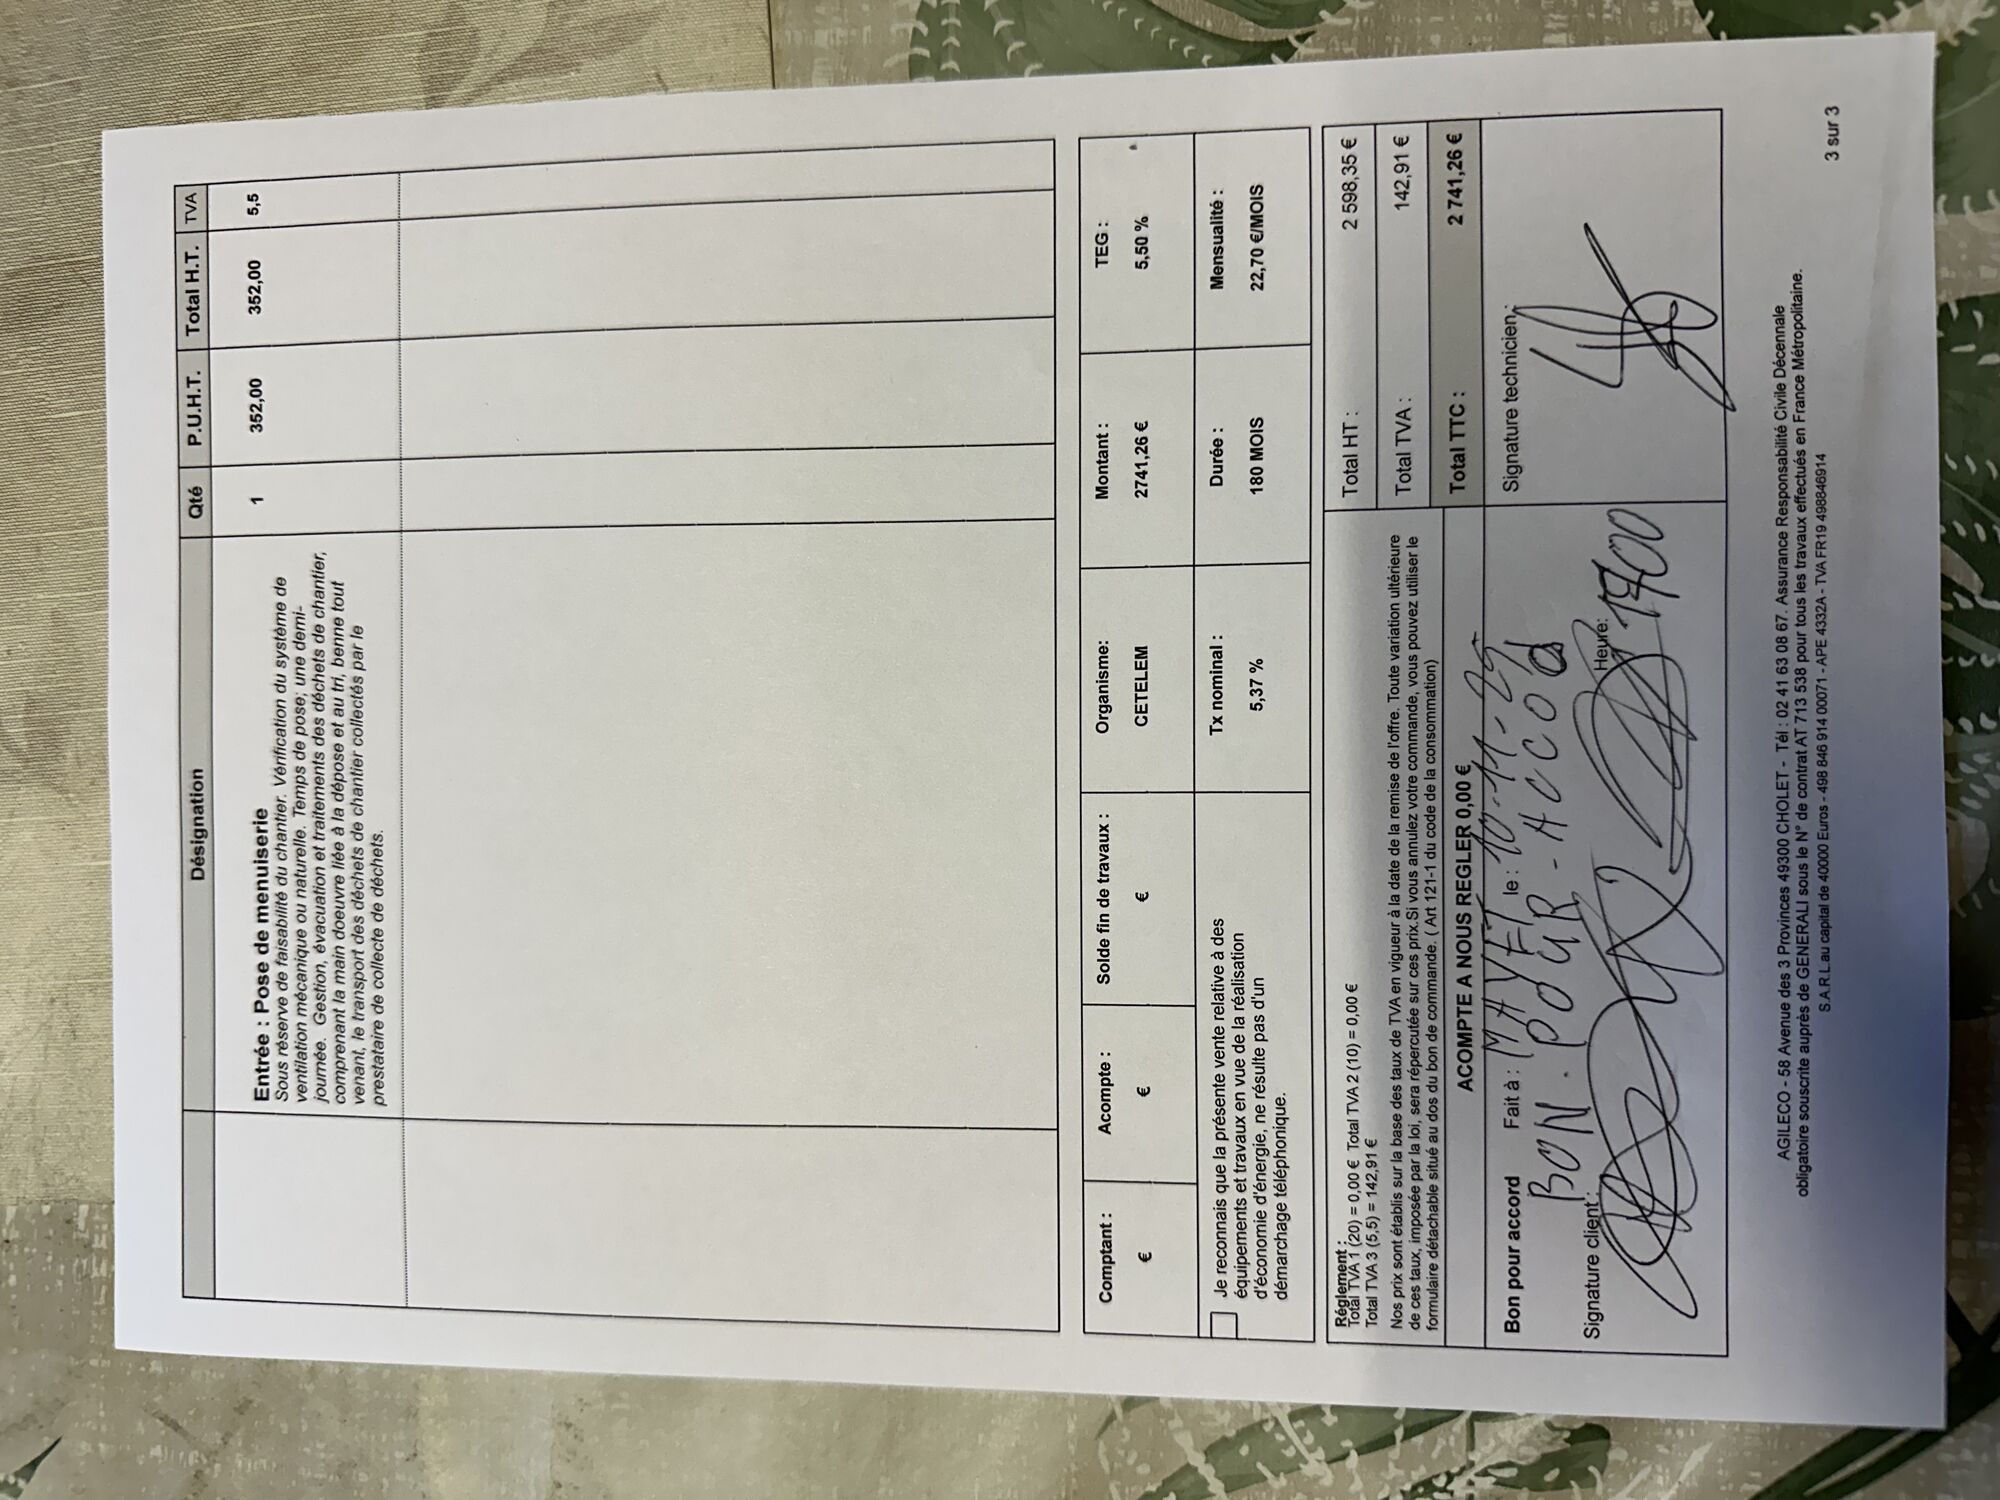 Désignation Qté P.U.H.T. Total H.T. TVA
Entrée : Pose de menuiserie 1 352,00 352,00 5,5
Sous réserve de faisabilité du chantier. Vérification du système de
ventilation mécanique ou naturelle. Temps de pose; une demi-
journée. Gestion, évacuation et traitements des déchets de chantier,
comprenant la main doeuvre liée à la dépose et au tri, benne tout
venant, le transport des déchets de chantier collectés par le
prestataire de collecte de déchets.
Comptant : Acompte : Solde fin de travaux : Organisme: Montant : TEG :
€ € € CETELEM 2741,26 € 5,50 %
Je reconnais que la présente vente relative à des
équipements et travaux en vue de la réalisation
d'économie d'énergie, ne résulte pas d'un
démarchage téléphonique.
Tx nominal : Durée : Mensualité :
5,37 % 180 MOIS 22,70 €/MOIS
Réglement :
Total TVA 1 (20) = 0,00 € Total TVA 2 (10) = 0,00 €
Total TVA 3 (5,5) = 142,91 €
Nos prix sont établis sur la base des taux de TVA en vigueur à la date de la remise de l'offre. Toute variation ultérieure
de ces taux, imposée par la loi, sera répercutée sur ces prix.Si vous annulez votre commande, vous pouvez utiliser le
formulaire détachable situé au dos du bon de commande. ( Art 121-1 du code de la consommation)
Total HT : 2 598,35 €
Total TVA : 142,91 €
Total TTC : 2 741,26 €
ACOMPTE A NOUS REGLER 0,00 €
Bon pour accord Fait à : MAYET le : 10-11-25
BON . POUR - ACCOd
Signature client : Heure: 1700
Signature technicien:
AGILECO - 58 Avenue des 3 Provinces 49300 CHOLET - Tél : 02 41 63 08 67. Assurance Responsabilité Civile Décennale
obligatoire souscrite auprès de GENERALI sous le N° de contrat AT 713 538 pour tous les travaux effectués en France Métropolitaine.
S.A.R.L.au capital de 40000 Euros - 498 846 914 00071 - APE 4332A - TVA FR19 498846914
3 sur 3